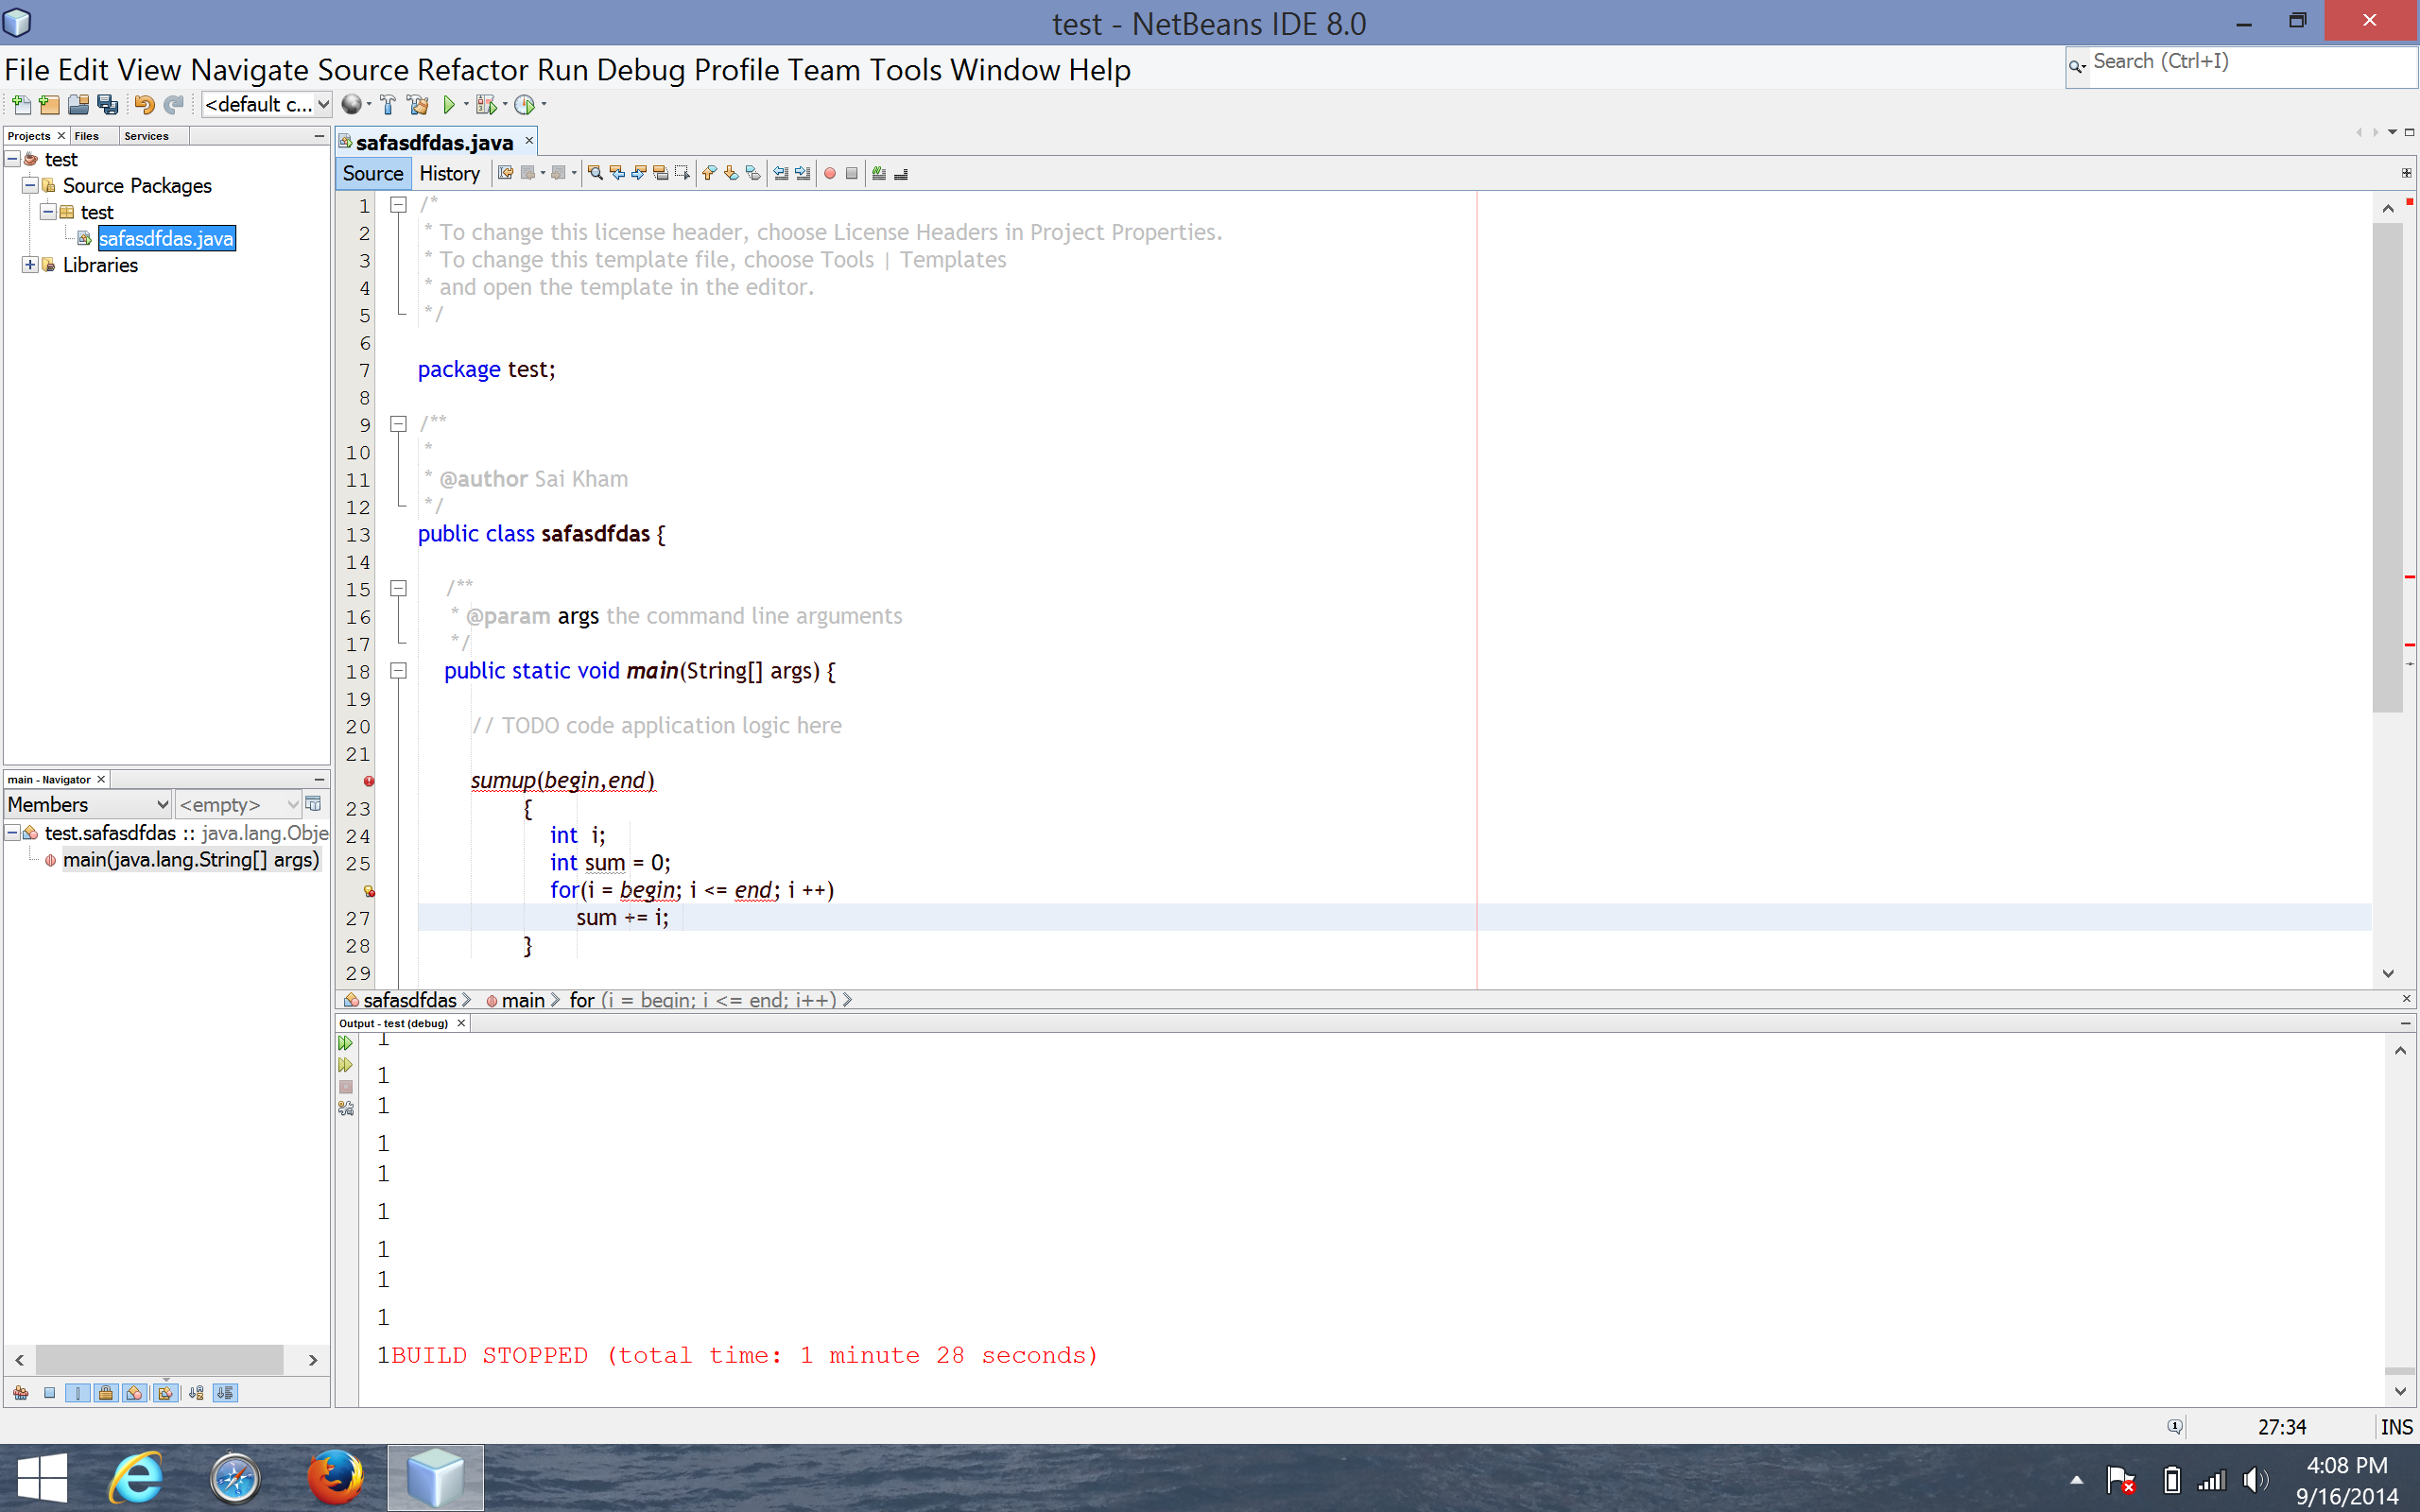 test - NetBeans IDE 8.0
File Edit View Navigate Source Refactor Run Debug Profile Team Tools Window Help
Search (Ctrl+I)
<default c...
Projects Files Services
test
Source Packages
test
safasdfdas.java
Libraries
safasdfdas.java
Source History
1 /*
2 * To change this license header, choose License Headers in Project Properties.
3 * To change this template file, choose Tools | Templates
4 * and open the template in the editor.
5 */
6
7 package test;
8
9 /**
10 *
11 * @author Sai Kham
12 */
13 public class safasdfdas {
14
15 /**
16 * @param args the command line arguments
17 */
18 public static void main(String[] args) {
19
20 // TODO code application logic here
21
sumup(begin,end)
23 {
24 int i;
25 int sum = 0;
for(i = begin; i <= end; i ++)
27 sum += i;
28 }
29
safasdfdas main for (i = begin; i <= end; i++)
main - Navigator
Members <empty>
test.safasdfdas :: java.lang.Obje
main(java.lang.String[] args)
Output - test (debug)
1
1
1
1
1
1
1
1
1
1BUILD STOPPED (total time: 1 minute 28 seconds)
27:34 INS
4:08 PM
9/16/2014